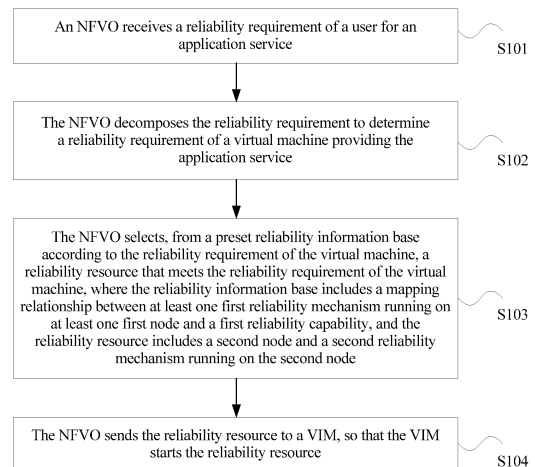 An NFVO receives a reliability requirement of a user for an
application service
S101
The NFVO decomposes the reliability requirement to determine
a reliability requirement of a virtual machine providing the
application service
S102
The NFVO selects, from a preset reliability information base
according to the reliability requirement of the virtual machine, a
reliability resource that meets the reliability requirement of the virtual
machine, where the reliability information base includes a mapping
relationship between at least one first reliability mechanism running on
at least one first node and a first reliability capability, and the
reliability resource includes a second node and a second reliability
mechanism running on the second node
S103
The NFVO sends the reliability resource to a VIM, so that the VIM
starts the reliability resource
S104